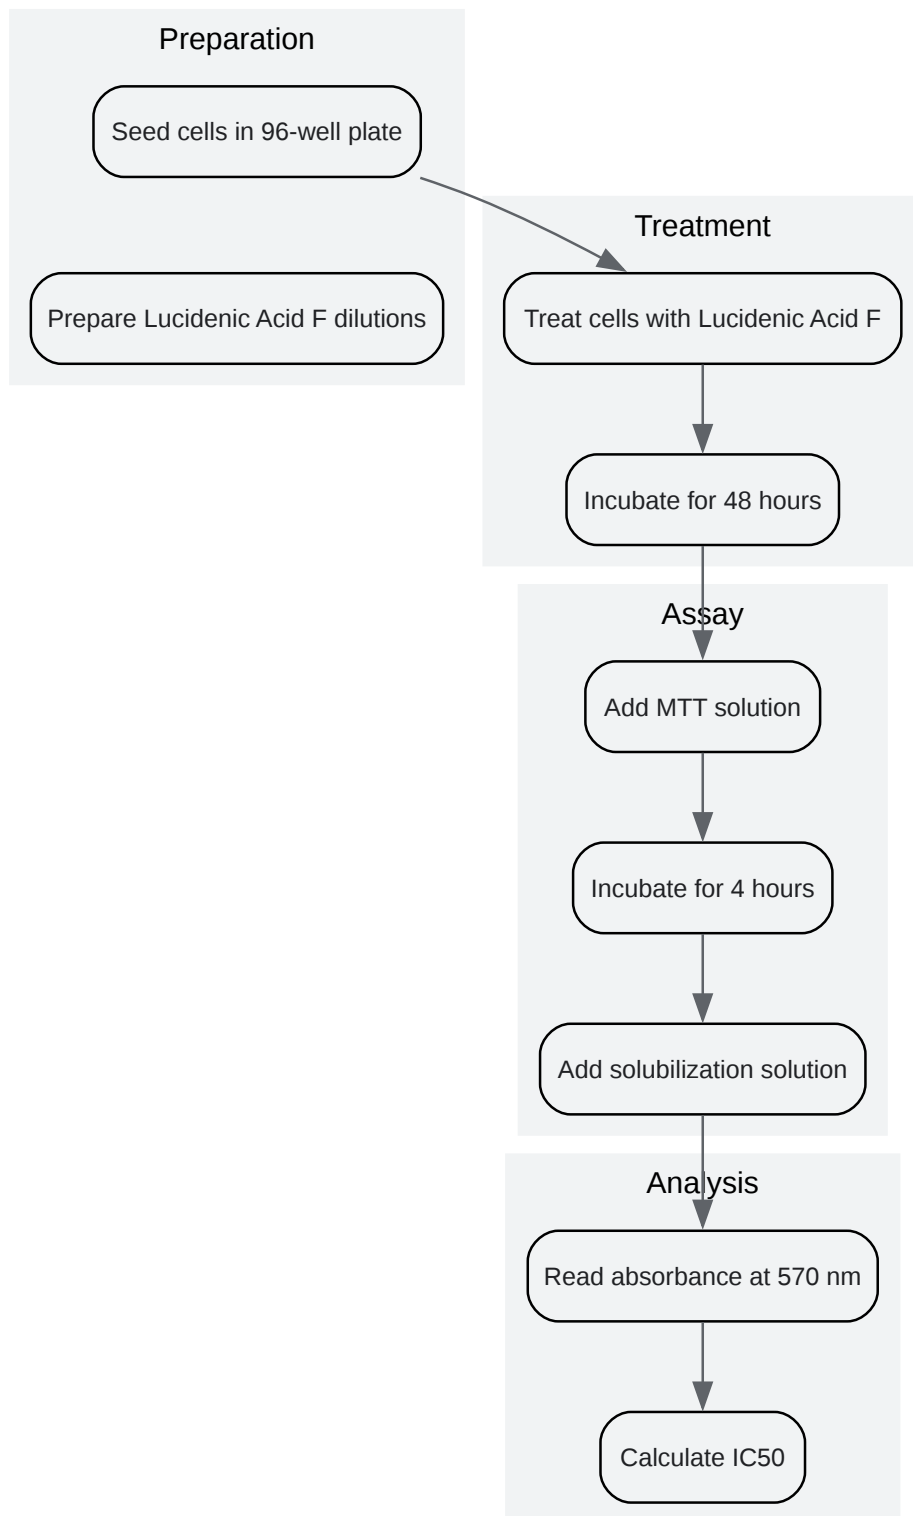 Preparation
Seed cells in 96-well plate
Prepare Lucidenic Acid F dilutions
Treatment
Treat cells with Lucidenic Acid F
Incubate for 48 hours
Assay
Add MTT solution
Incubate for 4 hours
Add solubilization solution
Analysis
Read absorbance at 570 nm
Calculate IC50